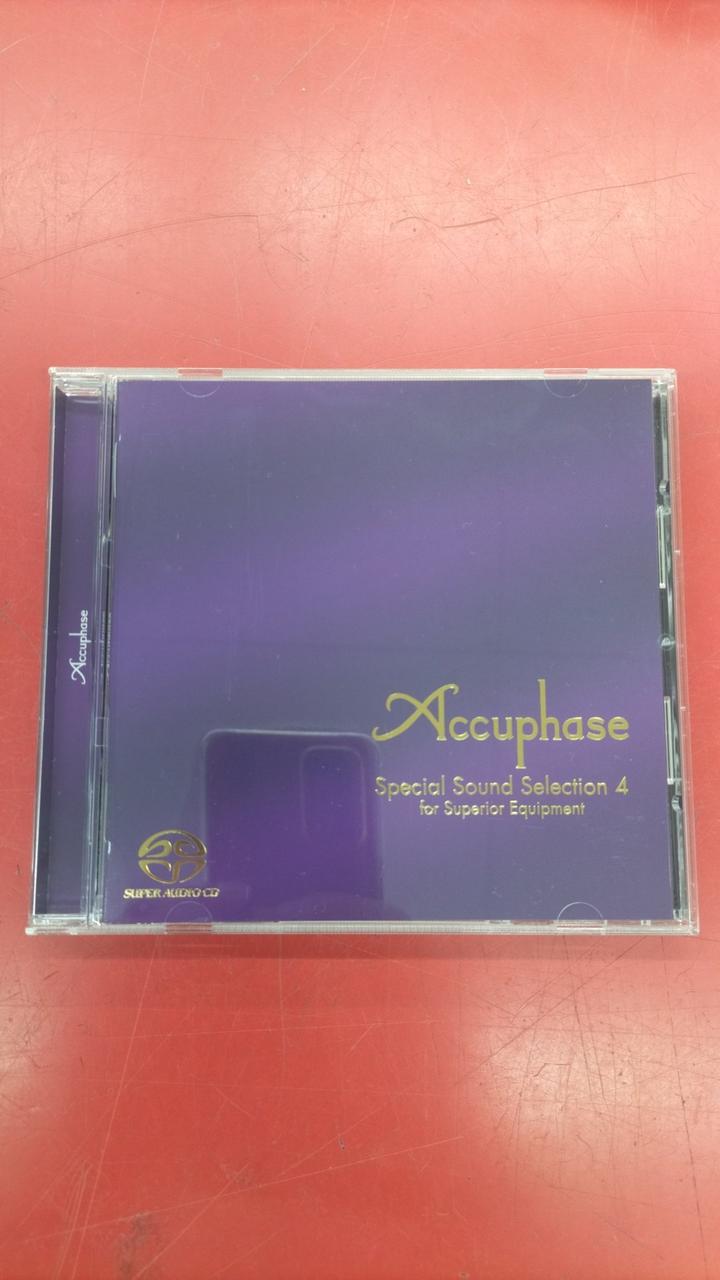 Accuphase
Accuphase
Special Sound Selection 4
for Superior Equipment
SUPER AUDIO CD